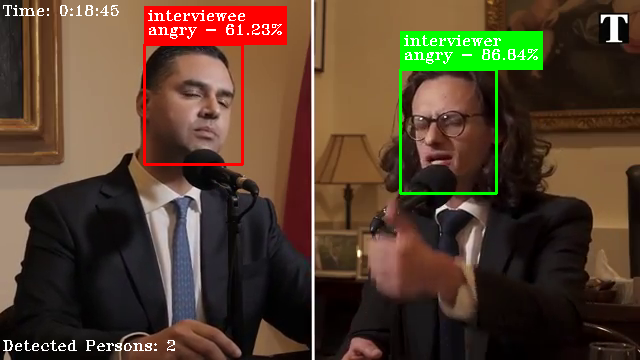 Time: 0:18:45
interviewee
angry - 61.23%
interviewer
angry - 86.84%
T
Detected Persons: 2